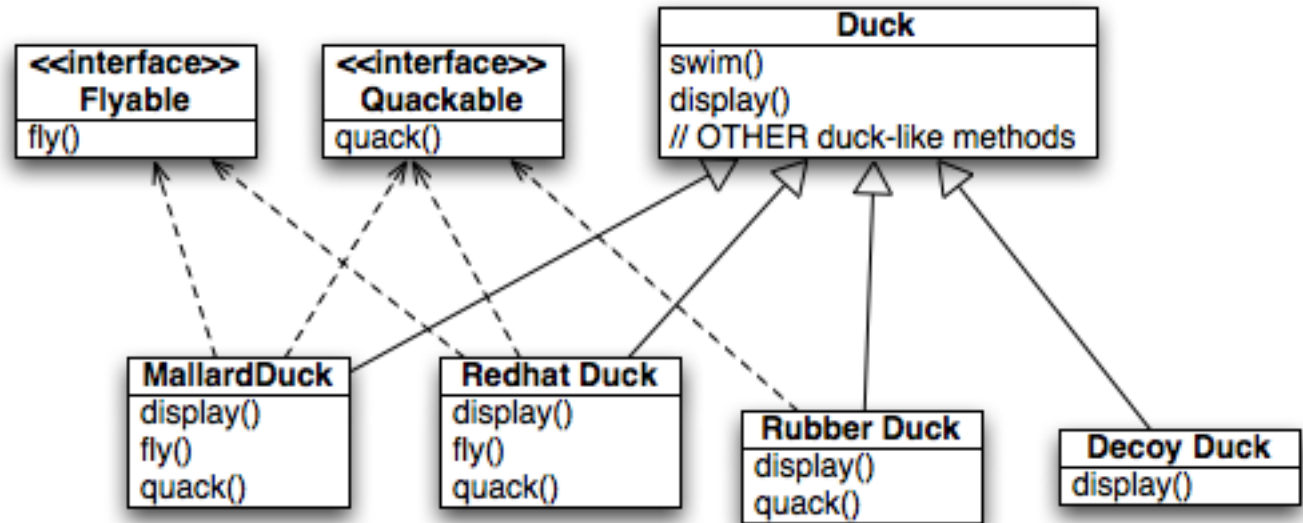 <<interface>>
Flyable
fly()
<<interface>>
Quackable
quack()
Duck
swim()
display()
// OTHER duck-like methods
MallardDuck
display()
fly()
quack()
Redhat Duck
display()
fly()
quack()
Rubber Duck
display()
quack()
Decoy Duck
display()